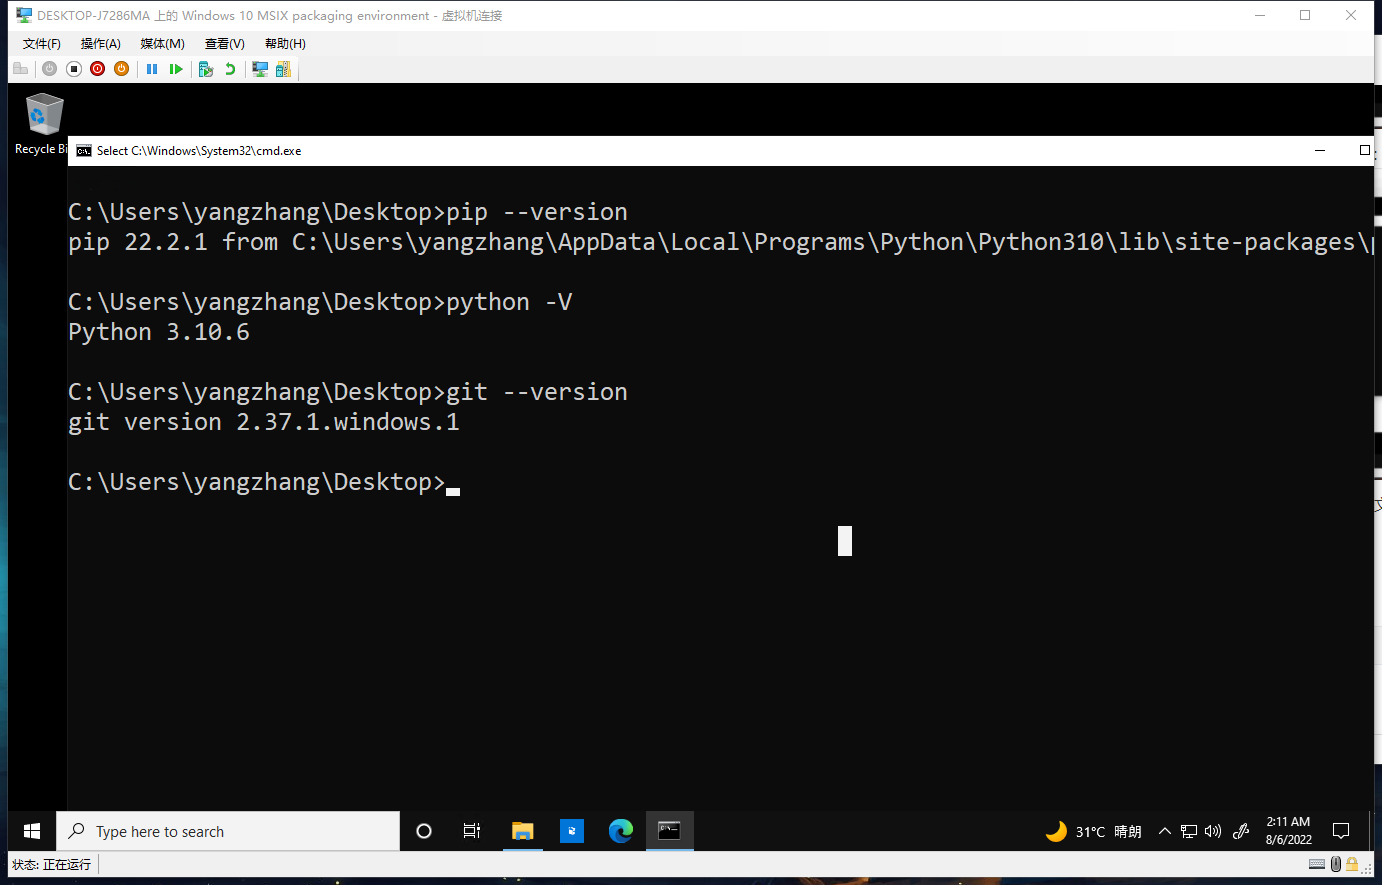 DESKTOP-J7286MA 上的 Windows 10 MSIX packaging environment - 虚拟机连接
文件(F) 操作(A) 媒体(M) 查看(V) 帮助(H)
Recycle Bi
Select C:\Windows\System32\cmd.exe
C:\Users\yangzhang\Desktop>pip --version
pip 22.2.1 from C:\Users\yangzhang\AppData\Local\Programs\Python\Python310\lib\site-packages\p
C:\Users\yangzhang\Desktop>python -V
Python 3.10.6
C:\Users\yangzhang\Desktop>git --version
git version 2.37.1.windows.1
C:\Users\yangzhang\Desktop>
Type here to search
31°C 晴朗
2:11 AM
8/6/2022
状态: 正在运行